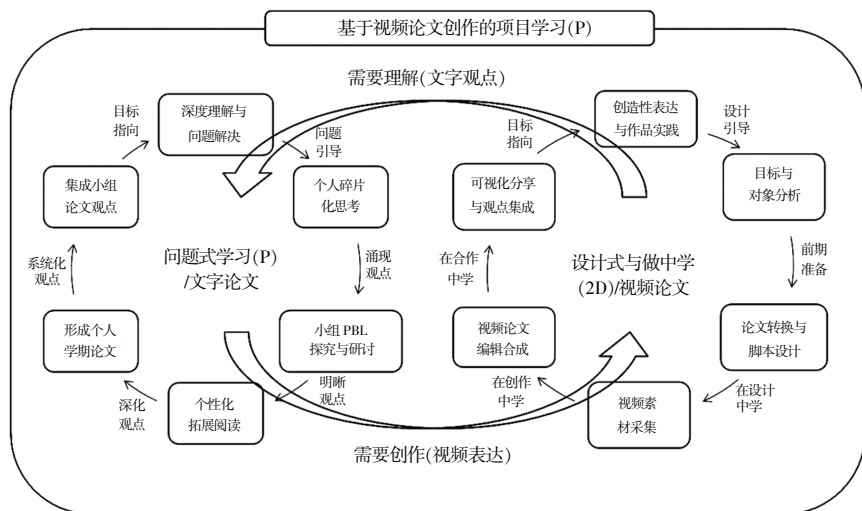 基于视频论文创作的项目学习(P)
需要理解(文字观点)
目标
指向
深度理解与
问题解决
问题
引导
个人碎片
化思考
涌现
观点
小组 PBL
探究与研讨
明晰
观点
个性化
拓展阅读
深化
观点
形成个人
学期论文
系统化
观点
集成小组
论文观点
问题式学习(P)
/文字论文
目标
指向
创造性表达
与作品实践
设计
引导
目标与
对象分析
前期
准备
论文转换与
脚本设计
在设计
中学
视频素
材采集
在创作
中学
视频论文
编辑合成
在合作
中学
可视化分享
与观点集成
设计式与做中学
(2D)/视频论文
需要创作(视频表达)